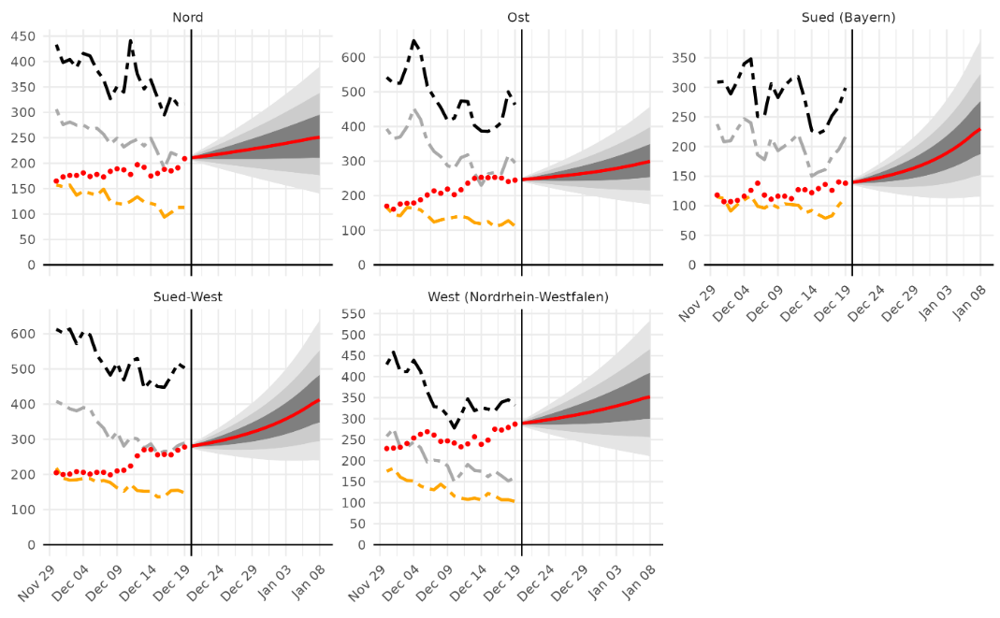 Nord
450
400
350
300
250
200
150
100
50
0
Ost
600
500
400
300
200
100
0
Sued (Bayern)
350
300
250
200
150
100
50
0
Nov 29
Dec 04
Dec 09
Dec 14
Dec 19
Dec 24
Dec 29
Jan 03
Jan 08
Sued-West
600
500
400
300
200
100
0
Nov 29
Dec 04
Dec 09
Dec 14
Dec 19
Dec 24
Dec 29
Jan 03
Jan 08
West (Nordrhein-Westfalen)
550
500
450
400
350
300
250
200
150
100
50
0
Nov 29
Dec 04
Dec 09
Dec 14
Dec 19
Dec 24
Dec 29
Jan 03
Jan 08